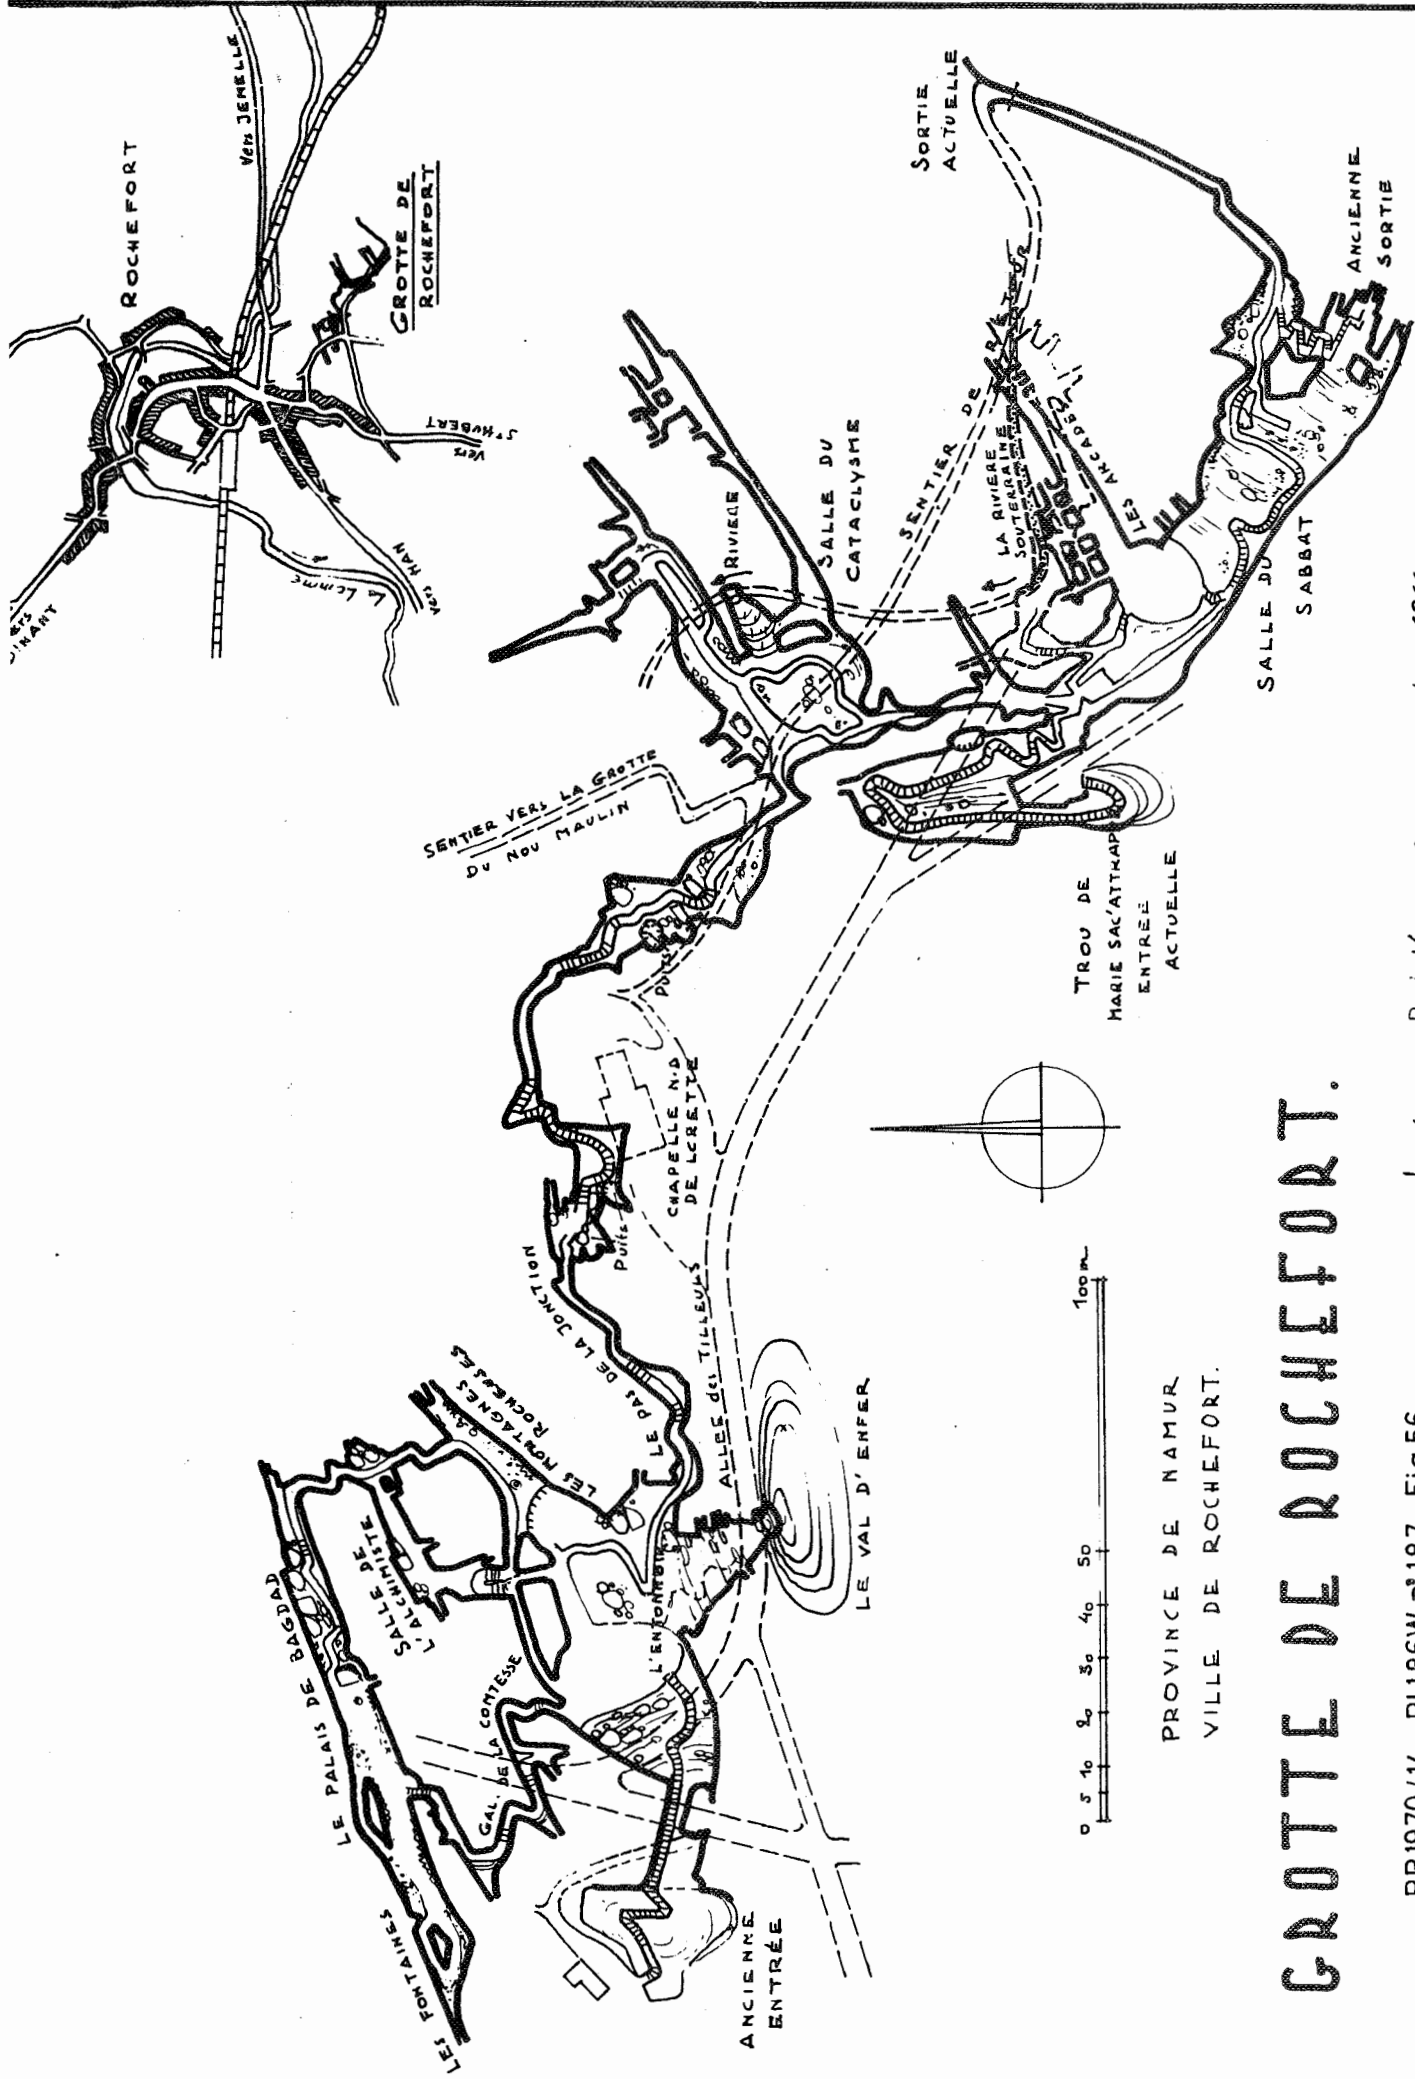 ROCHEFORT
Vers JEMELLE
GROTTE DE
ROCHEFORT
Vers
St HUBERT
Vers HAN
La Lomme
DINANT
SORTIE
ACTUELLE
ANCIENNE
SORTIE
SENTIER DE RETOUR
LA RIVIERE
SOUTERRAINE
LES ARCADES
SALLE DU
SABBAT
SALLE DU
CATACLYSME
RIVIERE
SENTIER VERS LA GROTTE
DU NOU MAULIN
TROU DE
MARIE SAC'ATTRAP
ENTRÉE
ACTUELLE
PUITS
CHAPELLE N.D
DE LORETTE
Puits
LE PAS DE LA JONCTION
ALLEE des TILLEULS
LES MONTAGNES
ROCHEUSES
LE VAL D'ENFER
SALLE DE
L'ALCHIMISTE
LE PALAIS DE BAGDAD
L'ENTONNOIR
GAL. DE LA COMTESSE
LES FONTAINES
ANCIENNE
ENTRÉE
0 5 10 20 30 40 50 100m
PROVINCE DE NAMUR
VILLE DE ROCHEFORT.
GROTTE DE ROCHEFORT.